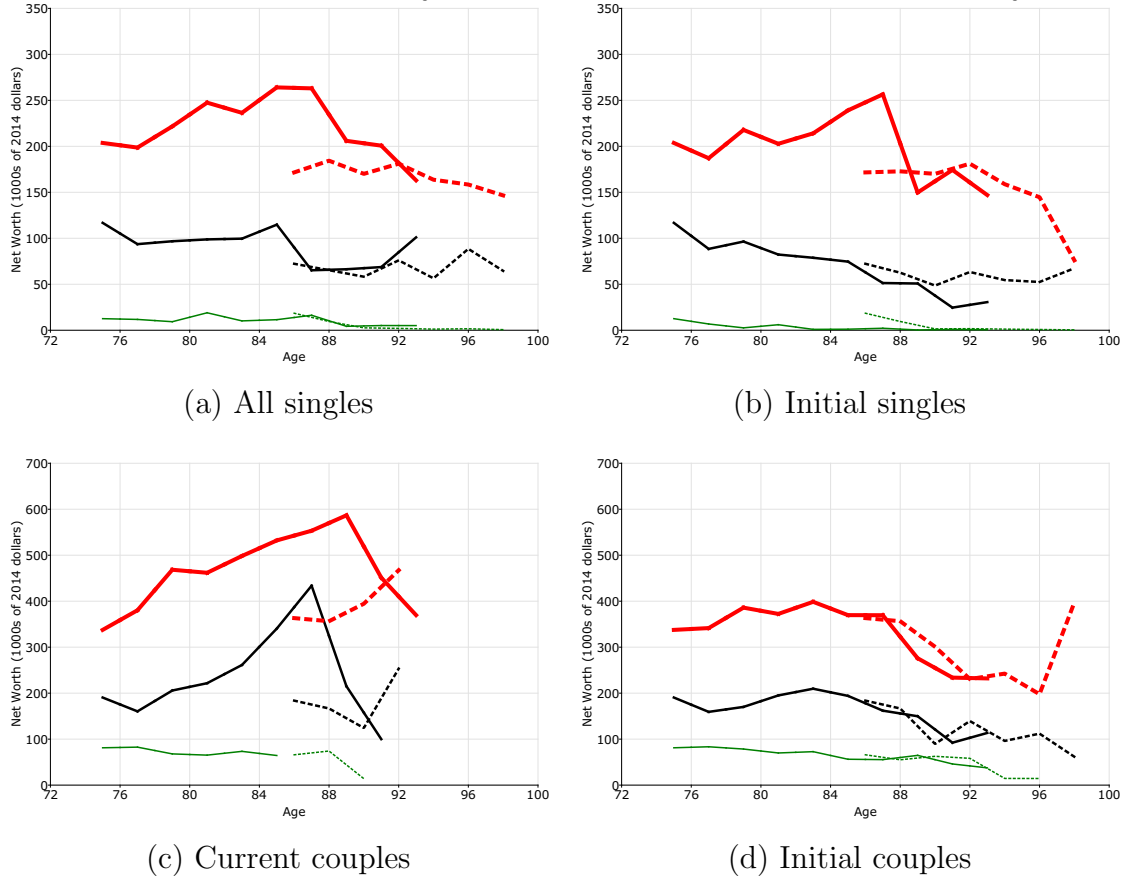 350
300
250
200
150
100
50
0
72 76 80 84 88 92 96 100
Age
Net Worth (1000s of 2014 dollars)
350
300
250
200
150
100
50
0
72 76 80 84 88 92 96 100
Age
Net Worth (1000s of 2014 dollars)
(a) All singles
(b) Initial singles
700
600
500
400
300
200
100
0
72 76 80 84 88 92 96 100
Age
Net Worth (1000s of 2014 dollars)
700
600
500
400
300
200
100
0
72 76 80 84 88 92 96 100
Age
Net Worth (1000s of 2014 dollars)
(c) Current couples
(d) Initial couples